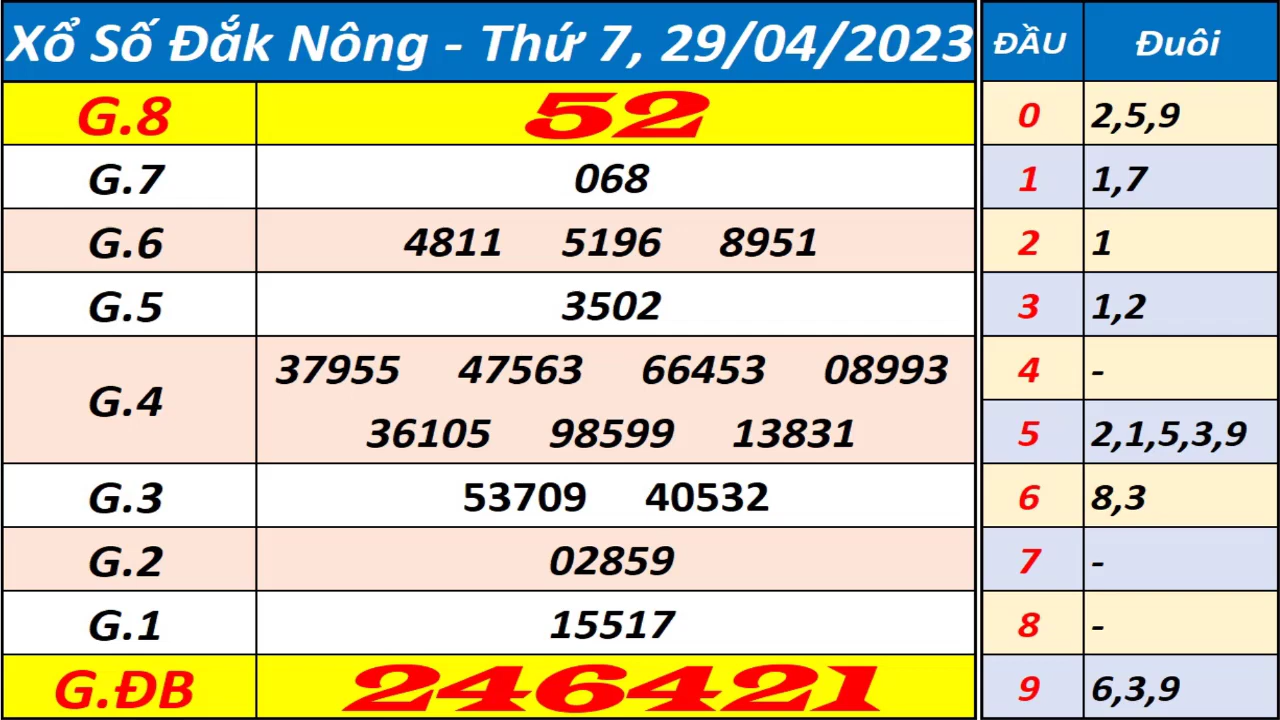 Xổ Số Đắk Nông - Thứ 7, 29/04/2023 ĐẦU Đuôi
G.8 52 0 2,5,9
G.7 068 1 1,7
G.6 4811 5196 8951 2 1
G.5 3502 3 1,2
G.4 37955 47563 66453 08993 4 -
36105 98599 13831 5 2,1,5,3,9
G.3 53709 40532 6 8,3
G.2 02859 7 -
G.1 15517 8 -
G.ĐB 246421 9 6,3,9